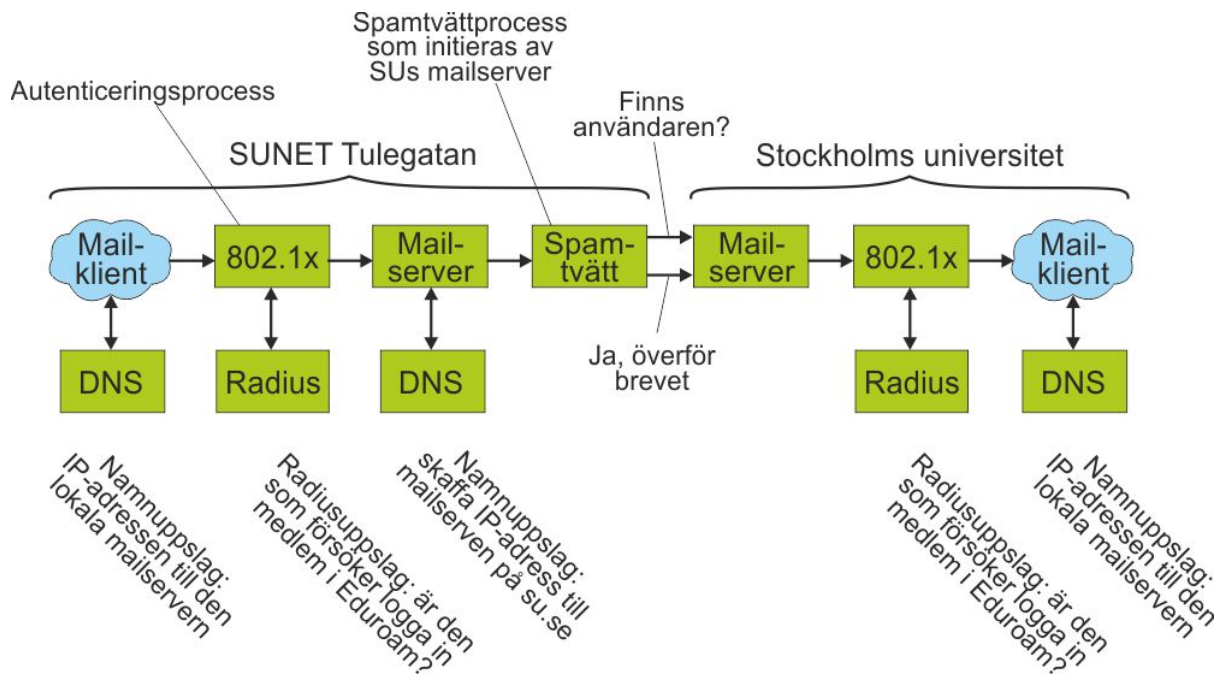 Spamtvättprocess
som initieras av
SUs mailserver
Autenticeringsprocess
Finns
användaren?
SUNET Tulegatan
Stockholms universitet
Mail-
klient
802.1x
Mail-
server
Spam-
tvätt
Mail-
server
802.1x
Mail-
klient
Ja, överför
brevet
DNS
Radius
DNS
Radius
DNS
Namnuppslag:
IP-adressen till den
lokala mailservern
Radiusuppslag: är den
som försöker logga in
medlem i Eduroam?
Namnuppslag:
skaffa IP-adress till
mailserven på su.se
Radiusuppslag: är den
som försöker logga in
medlem i Eduroam?
Namnuppslag:
IP-adressen till den
lokala mailservern